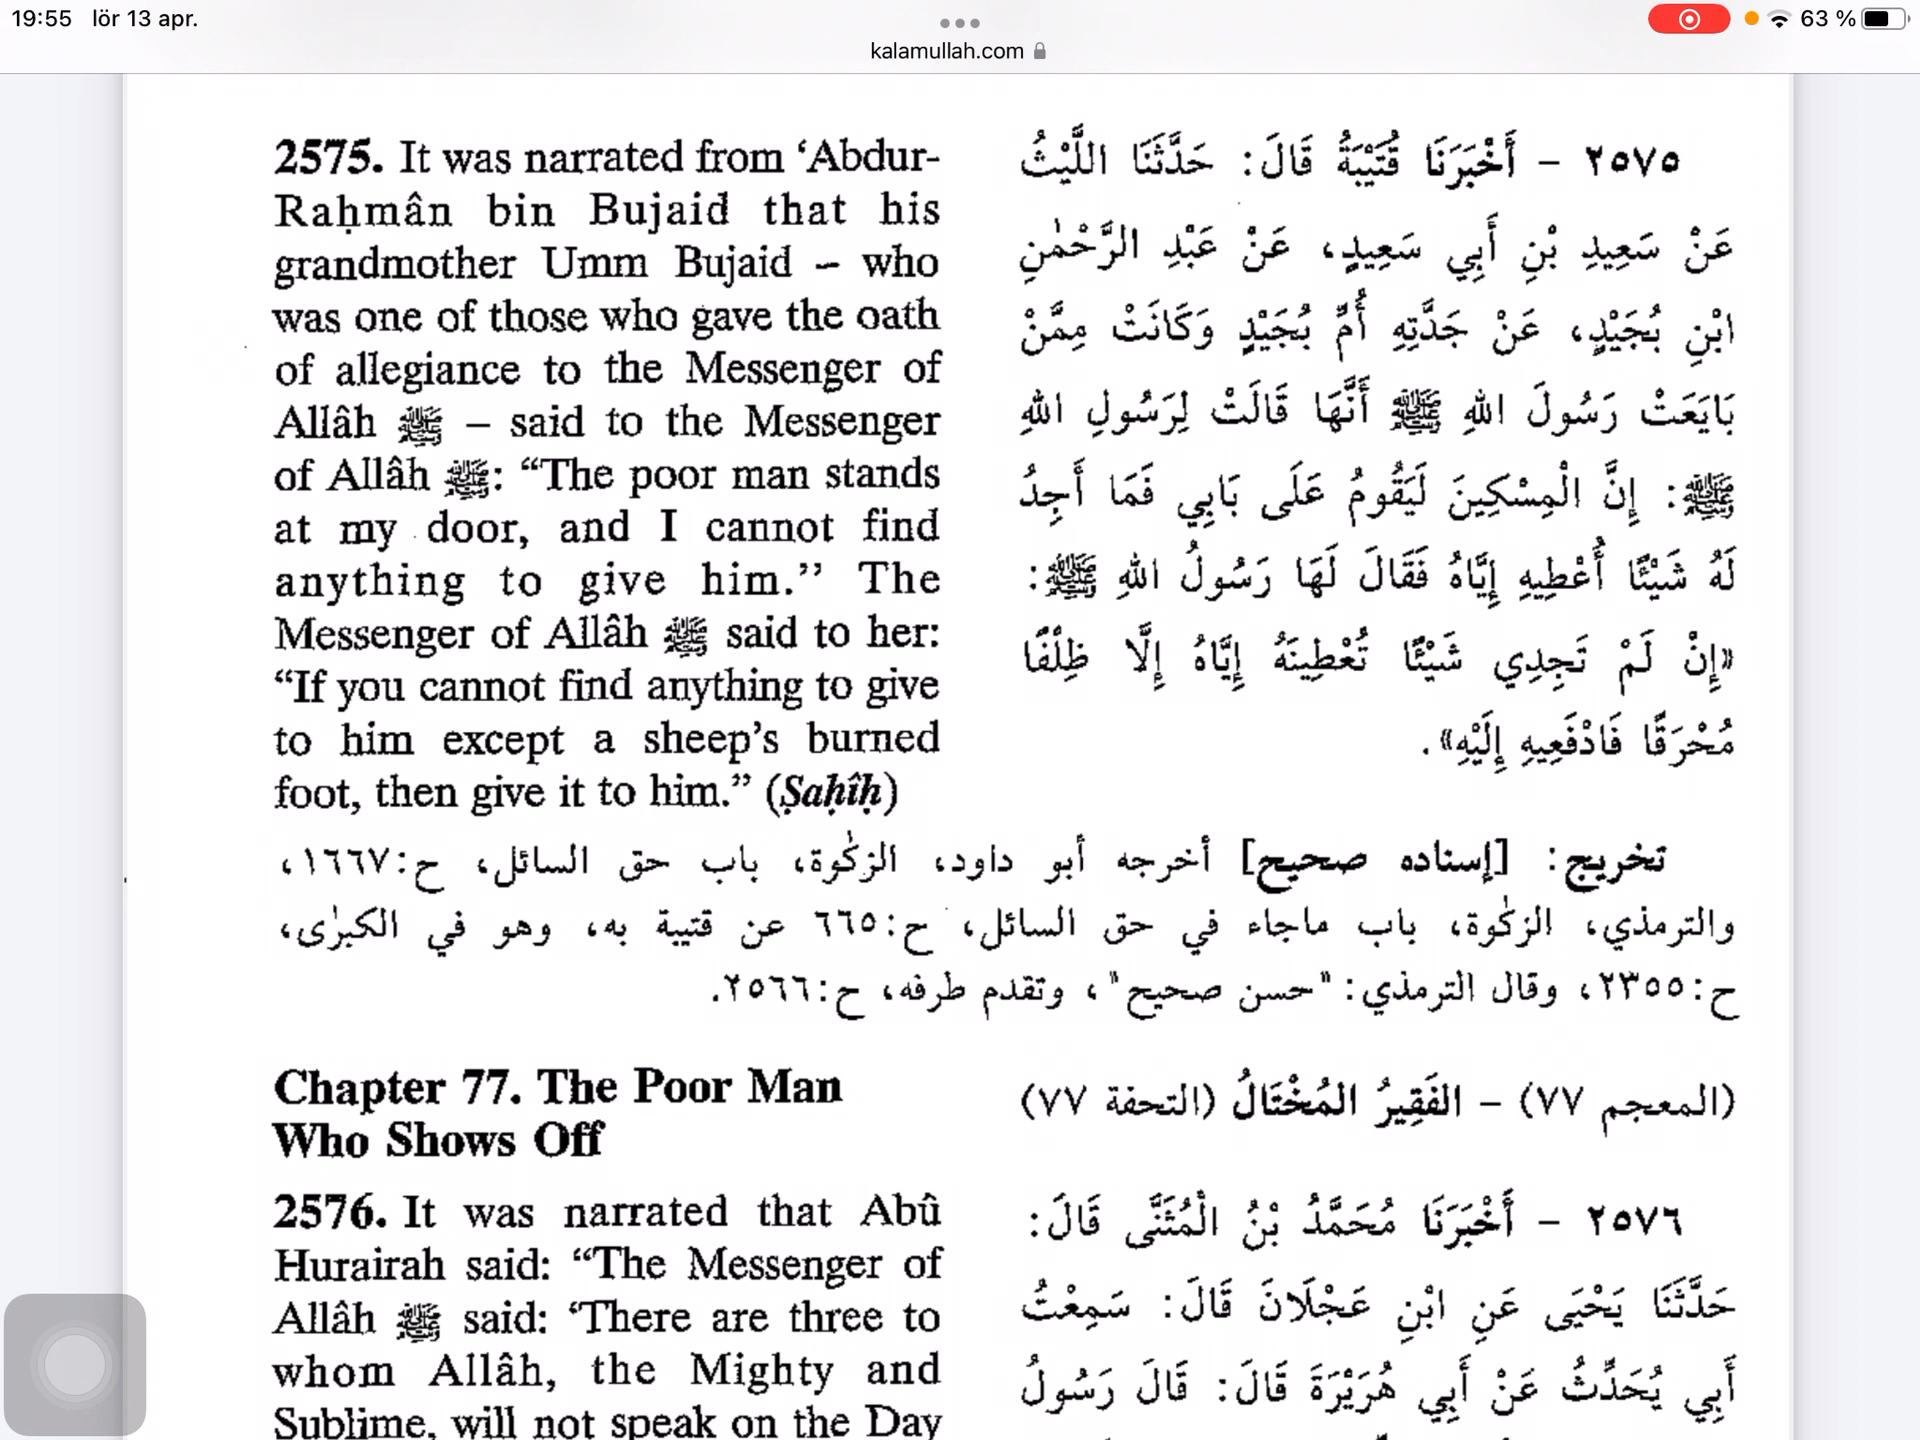 19:55 lör 13 apr.
63 %
kalamullah.com
2575. It was narrated from ‘Abdur-
Raḥmân bin Bujaid that his
grandmother Umm Bujaid – who
was one of those who gave the oath
of allegiance to the Messenger of
Allâh ﷺ – said to the Messenger
of Allâh ﷺ: “The poor man stands
at my door, and I cannot find
anything to give him.” The
Messenger of Allâh ﷺ said to her:
“If you cannot find anything to give
to him except a sheep’s burned
foot, then give it to him.” (Ṣaḥîḥ)
٢٥٧٥ – أَخْبَرَنَا قُتَيْبَةُ قَالَ: حَدَّثَنَا اللَّيْثُ
عَنْ سَعِيدِ بْنِ أَبِي سَعِيدٍ، عَنْ عَبْدِ الرَّحْمٰنِ
ابْنِ بُجَيْدٍ، عَنْ جَدَّتِهِ أُمِّ بُجَيْدٍ وَكَانَتْ مِمَّنْ
بَايَعَتْ رَسُولَ اللهِ ﷺ أَنَّهَا قَالَتْ لِرَسُولِ اللهِ
ﷺ: إِنَّ الْمِسْكِينَ لَيَقُومُ عَلَى بَابِي فَمَا أَجِدُ
لَهُ شَيْئًا أُعْطِيهِ إِيَّاهُ فَقَالَ لَهَا رَسُولُ اللهِ ﷺ:
«إِنْ لَمْ تَجِدِي شَيْئًا تُعْطِينَهُ إِيَّاهُ إِلَّا ظِلْفًا
مُحْرَقًا فَادْفَعِيهِ إِلَيْهِ».
تخريج: [إسناده صحيح] أخرجه أبو داود، الزكٰوة، باب حق السائل، ح:١٦٦٧،
والترمذي، الزكٰوة، باب ماجاء في حق السائل، ح:٦٦٥ عن قتيبة به، وهو في الكبرٰى،
ح:٢٣٥٥، وقال الترمذي: "حسن صحيح"، وتقدم طرفه، ح:٢٥٦٦.
Chapter 77. The Poor Man
Who Shows Off
(المعجم ٧٧) – الفَقِيرُ المُخْتَالُ (التحفة ٧٧)
2576. It was narrated that Abû
Hurairah said: “The Messenger of
Allâh ﷺ said: ‘There are three to
whom Allâh, the Mighty and
Sublime, will not speak on the Day
٢٥٧٦ – أَخْبَرَنَا مُحَمَّدُ بْنُ الْمُثَنَّى قَالَ:
حَدَّثَنَا يَحْيَى عَنِ ابْنِ عَجْلَانَ قَالَ: سَمِعْتُ
أَبِي يُحَدِّثُ عَنْ أَبِي هُرَيْرَةَ قَالَ: قَالَ رَسُولُ